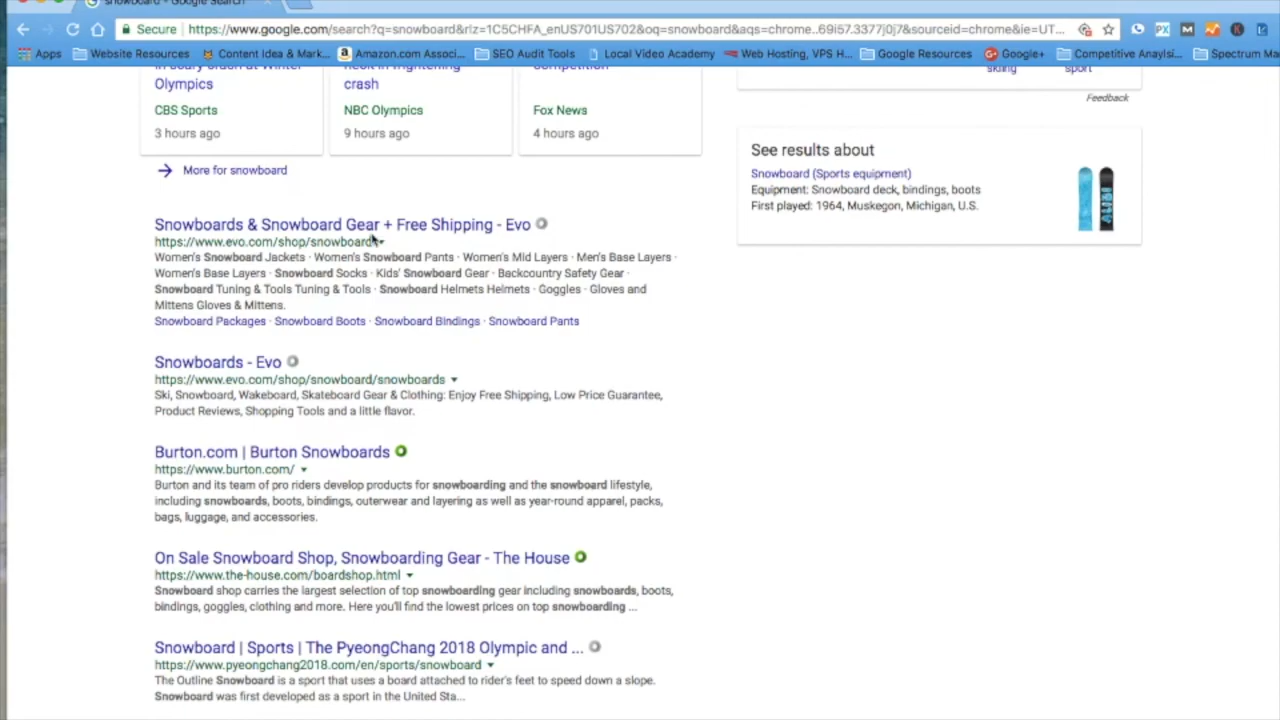 snowboard - Google Search
Secure | https://www.google.com/search?q=snowboard&rlz=1C5CHFA_enUS701US702&oq=snowboard&aqs=chrome..69i57.3377j0j7&sourceid=chrome&ie=UT...
Apps Website Resources Content Idea & Mark... Amazon.com Associ... SEO Audit Tools Local Video Academy Web Hosting, VPS H... Google Resources Google+ Competitive Anaylsi... Spectrum Ma
Olympics
CBS Sports
3 hours ago
neck in frightening
crash
NBC Olympics
9 hours ago
competition
Fox News
4 hours ago
More for snowboard
Snowboards & Snowboard Gear + Free Shipping - Evo
https://www.evo.com/shop/snowboard
Women's Snowboard Jackets · Women's Snowboard Pants · Women's Mid Layers · Men's Base Layers ·
Women's Base Layers · Snowboard Socks · Kids' Snowboard Gear · Backcountry Safety Gear ·
Snowboard Tuning & Tools Tuning & Tools · Snowboard Helmets Helmets · Goggles · Gloves and
Mittens Gloves & Mittens.
Snowboard Packages · Snowboard Boots · Snowboard Bindings · Snowboard Pants
Snowboards - Evo
https://www.evo.com/shop/snowboard/snowboards
Ski, Snowboard, Wakeboard, Skateboard Gear & Clothing: Enjoy Free Shipping, Low Price Guarantee,
Product Reviews, Shopping Tools and a little flavor.
Burton.com | Burton Snowboards
https://www.burton.com/
Burton and its team of pro riders develop products for snowboarding and the snowboard lifestyle,
including snowboards, boots, bindings, outerwear and layering as well as year-round apparel, packs,
bags, luggage, and accessories.
On Sale Snowboard Shop, Snowboarding Gear - The House
https://www.the-house.com/boardshop.html
Snowboard shop carries the largest selection of top snowboarding gear including snowboards, boots,
bindings, goggles, clothing and more. Here you'll find the lowest prices on top snowboarding ...
Snowboard | Sports | The PyeongChang 2018 Olympic and ...
https://www.pyeongchang2018.com/en/sports/snowboard
The Outline Snowboard is a sport that uses a board attached to rider's feet to speed down a slope.
Snowboard was first developed as a sport in the United Sta...
skiing sport
Feedback
See results about
Snowboard (Sports equipment)
Equipment: Snowboard deck, bindings, boots
First played: 1964, Muskegon, Michigan, U.S.